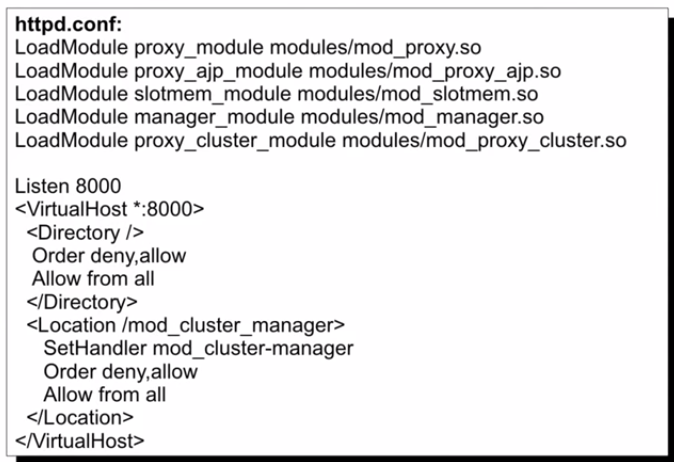 httpd.conf:
LoadModule proxy_module modules/mod_proxy.so
LoadModule proxy_ajp_module modules/mod_proxy_ajp.so
LoadModule slotmem_module modules/mod_slotmem.so
LoadModule manager_module modules/mod_manager.so
LoadModule proxy_cluster_module modules/mod_proxy_cluster.so

Listen 8000
<VirtualHost *:8000>
  <Directory />
   Order deny,allow
   Allow from all
  </Directory>
  <Location /mod_cluster_manager>
     SetHandler mod_cluster-manager
     Order deny,allow
     Allow from all
  </Location>
</VirtualHost>